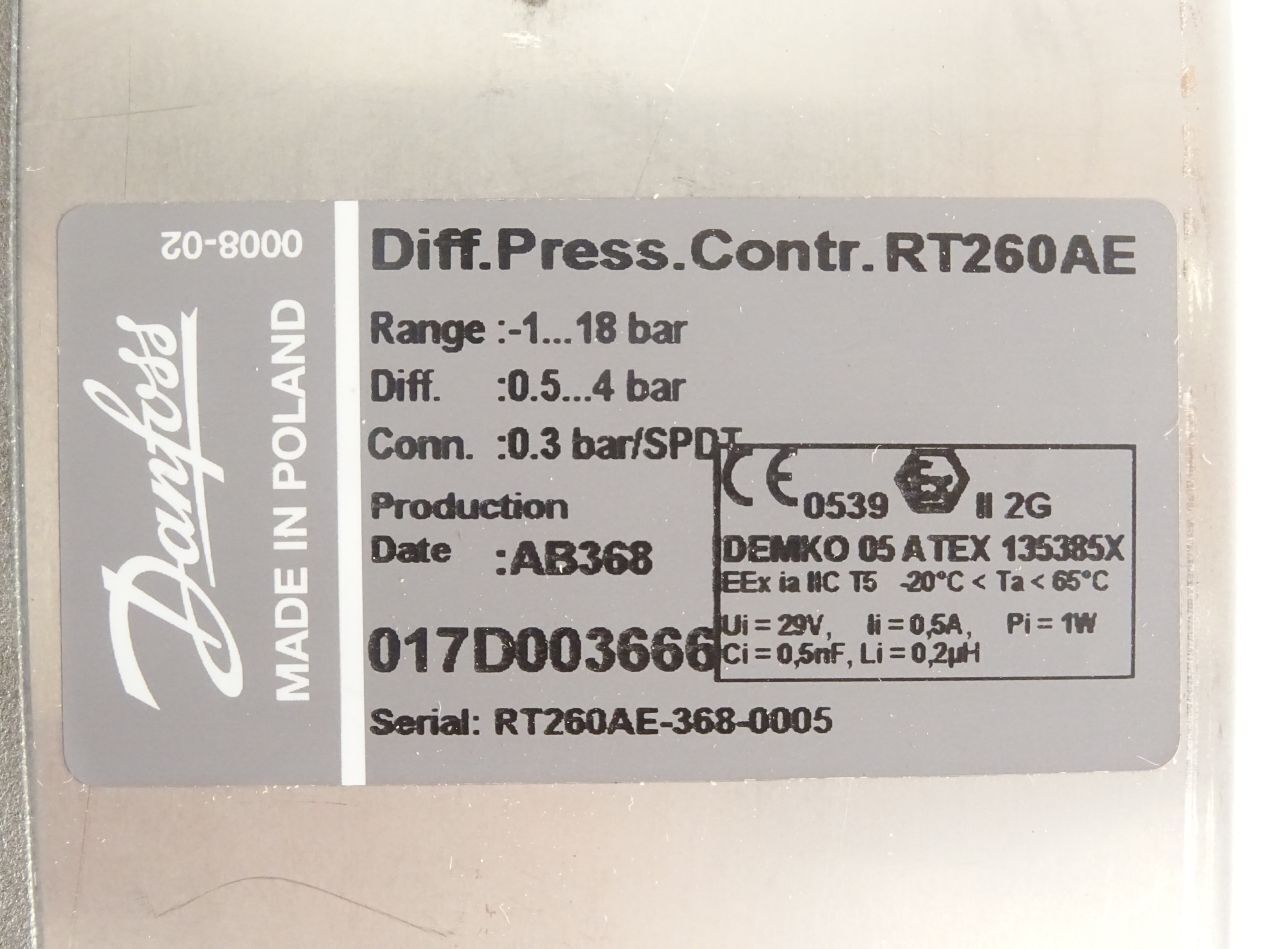 Danfoss
MADE IN POLAND
0008-02
Diff.Press.Contr.RT260AE
Range :-1...18 bar
Diff. :0.5...4 bar
Conn. :0.3 bar/SPDT
Production
Date :AB368
017D003666
Serial: RT260AE-368-0005
CE 0539 Ex II 2G
DEMKO 05 ATEX 135385X
EEx ia IIC T5 -20°C < Ta < 65°C
Ui = 29V, Ii = 0,5A, Pi = 1W
Ci = 0,5nF, Li = 0,2µH